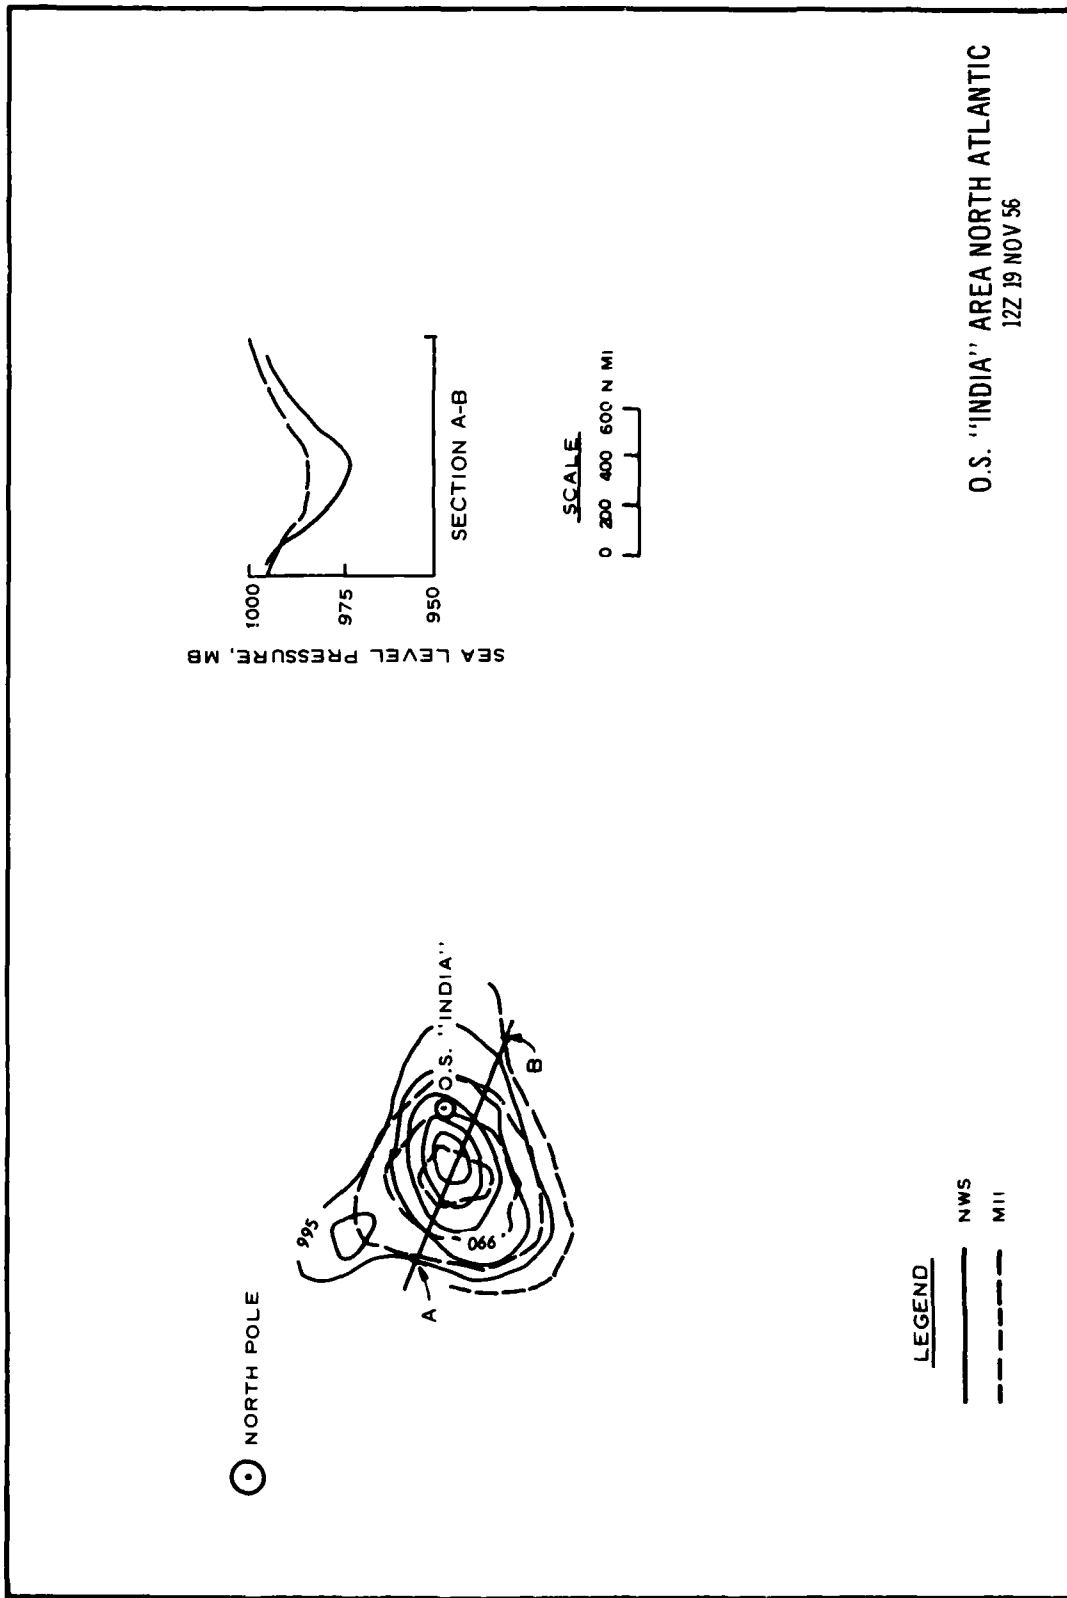 NORTH POLE
995
990
A
B
O.S. "INDIA"
SEA LEVEL PRESSURE, MB
1000
975
950
SECTION A-B
SCALE
0 200 400 600 N MI
LEGEND
NWS
MII
O.S. "INDIA" AREA NORTH ATLANTIC
12Z 19 NOV 56